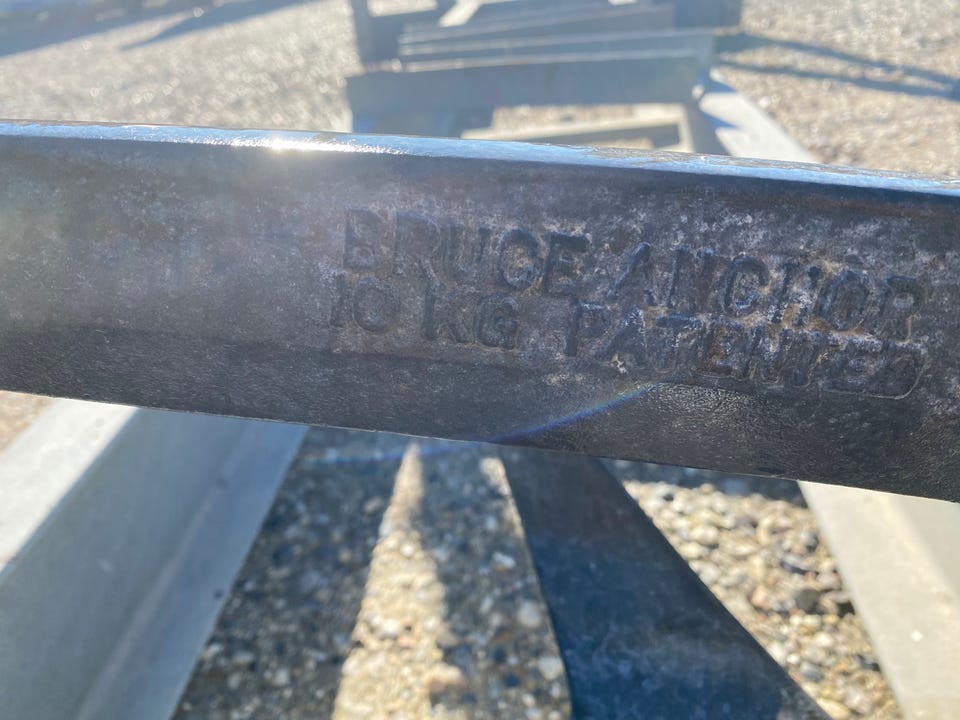 BRUCE ANCHOR
10 KG PATENTED